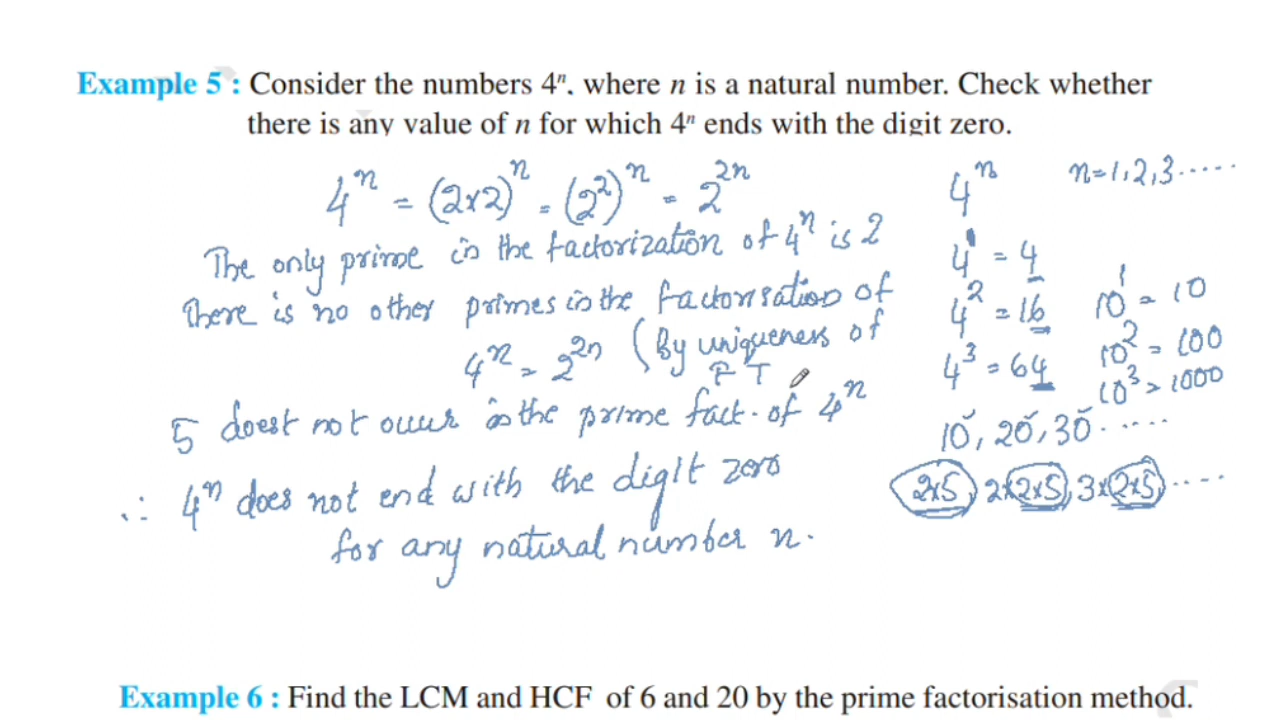 Example 5 : Consider the numbers 4ⁿ, where n is a natural number. Check whether
there is any value of n for which 4ⁿ ends with the digit zero.
4ⁿ = (2×2)ⁿ = (2²)ⁿ = 2²ⁿ
The only prime in the factorization of 4ⁿ is 2
There is no other primes in the factorisation of
4ⁿ = 2²ⁿ (By uniqueness of
FT
5 doest not occur in the prime fact. of 4ⁿ
∴ 4ⁿ does not end with the digit zero
for any natural number n.
4ⁿ n=1,2,3.....
4¹ = 4
4² = 16
4³ = 64
10¹ = 10
10² = 100
10³ = 1000
10, 20, 30 .....
2×5, 2×2×5, 3×2×5, ....
Example 6 : Find the LCM and HCF of 6 and 20 by the prime factorisation method.